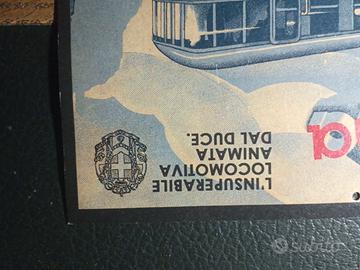 L'INSUPERABILE
LOCOMOTIVA
ANIMATA
DAL DUCE.
subito